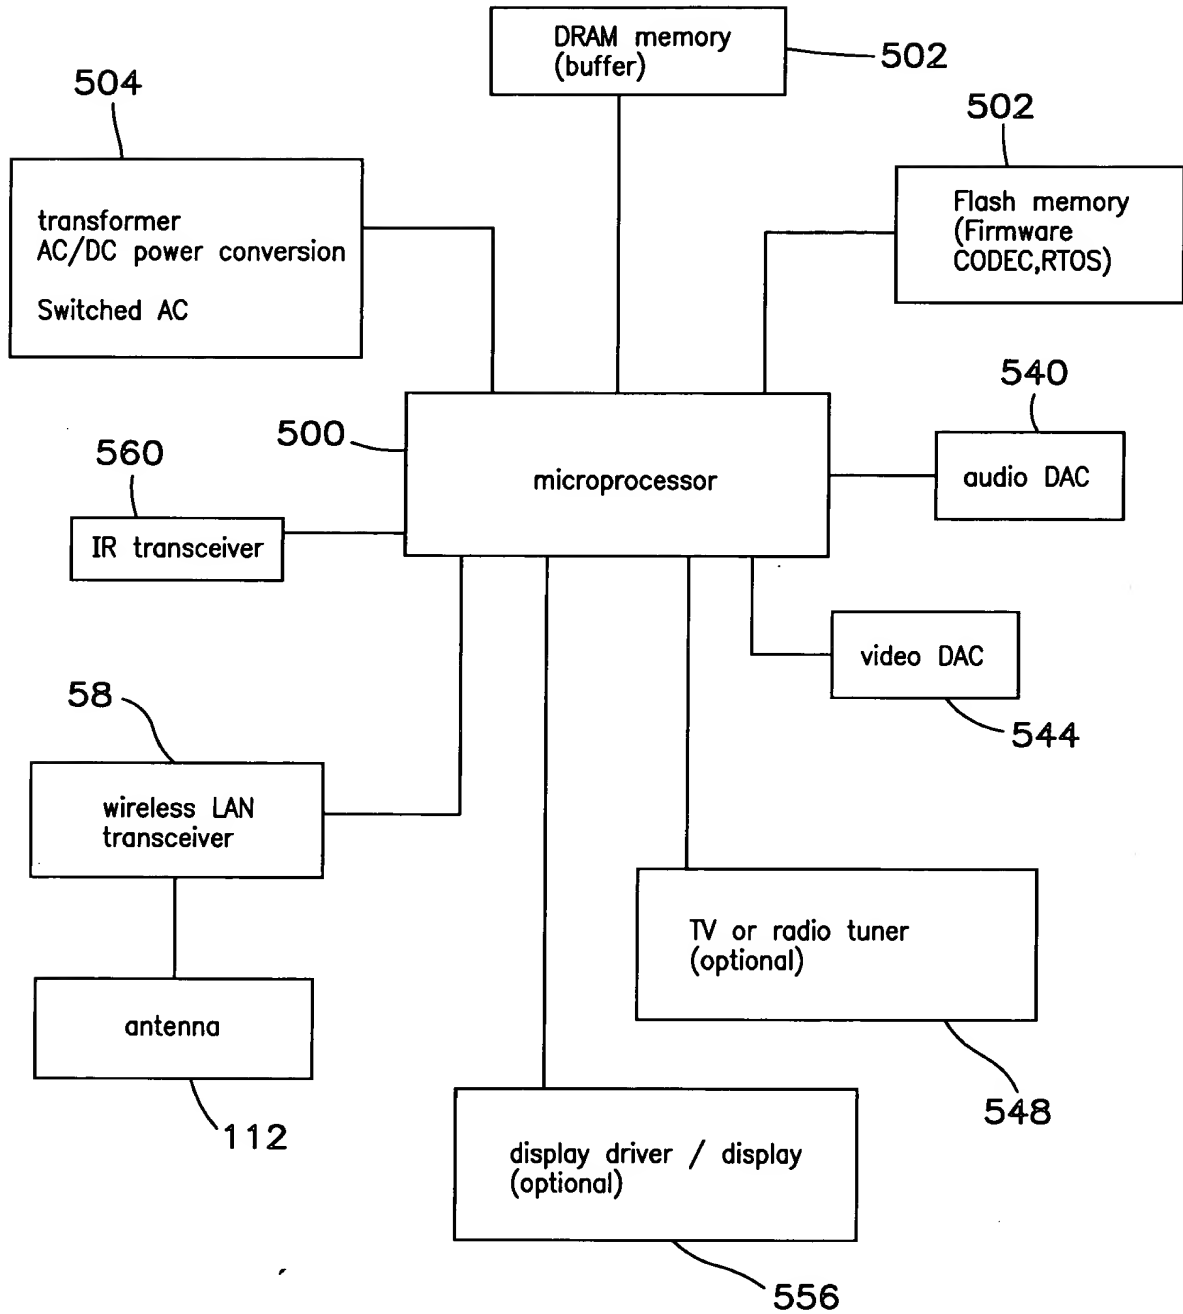 DRAM memory
(buffer)
502
504
502
transformer
AC/DC power conversion
Switched AC
Flash memory
(Firmware
CODEC,RTOS)
540
500
560
microprocessor
audio DAC
IR transceiver
video DAC
58
544
wireless LAN
transceiver
TV or radio tuner
(optional)
antenna
548
112
display driver / display
(optional)
556